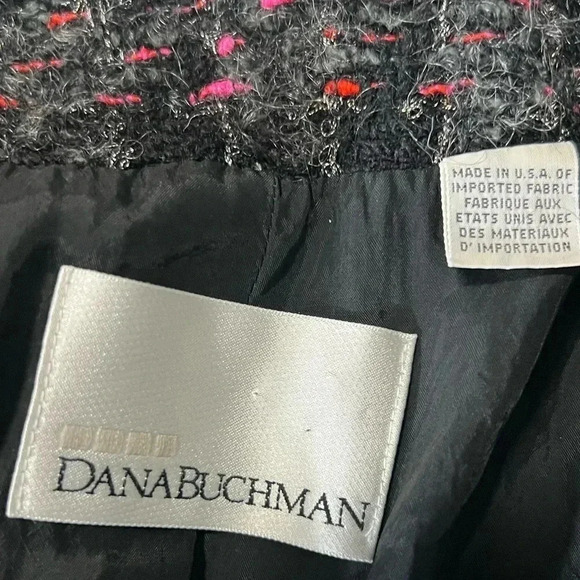 MADE IN U.S.A. OF
IMPORTED FABRIC
FABRIQUE AUX
ETATS UNIS AVEC
DES MATERIAUX
D' IMPORTATION
DANABUCHMAN